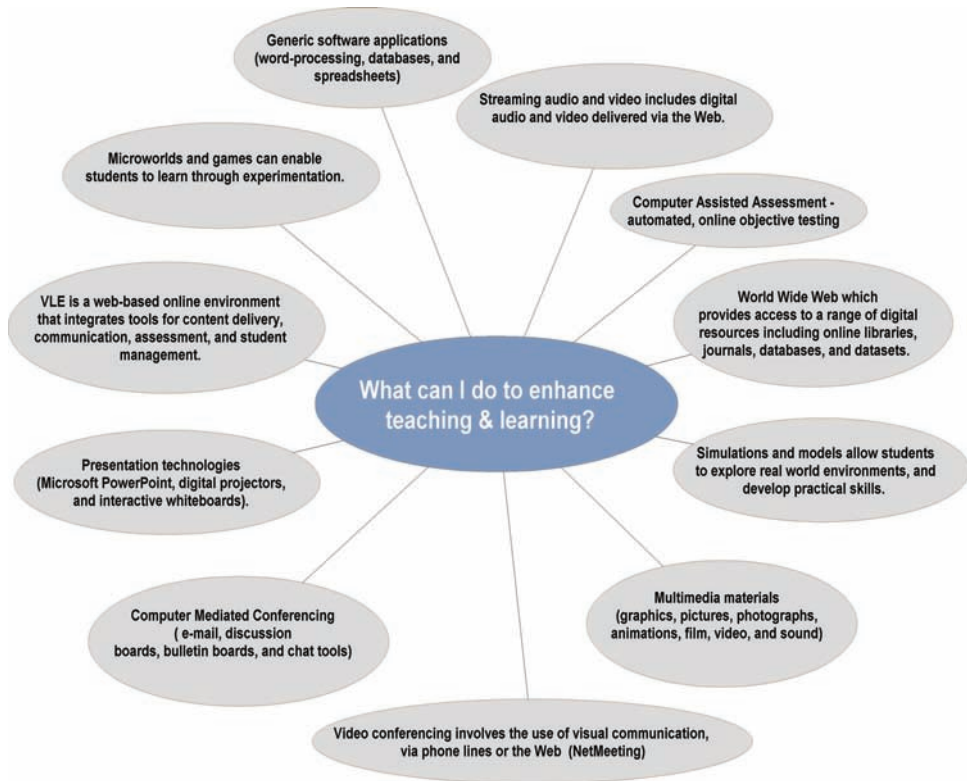 Generic software applications
(word-processing, databases, and
spreadsheets)
Streaming audio and video includes digital
audio and video delivered via the Web.
Microworlds and games can enable
students to learn through experimentation.
Computer Assisted Assessment -
automated, online objective testing
VLE is a web-based online environment
that integrates tools for content delivery,
communication, assessment, and student
management.
World Wide Web which
provides access to a range of digital
resources including online libraries,
journals, databases, and datasets.
What can I do to enhance
teaching & learning?
Presentation technologies
(Microsoft PowerPoint, digital projectors,
and interactive whiteboards).
Simulations and models allow students
to explore real world environments, and
develop practical skills.
Computer Mediated Conferencing
( e-mail, discussion
boards, bulletin boards, and chat tools)
Multimedia materials
(graphics, pictures, photographs,
animations, film, video, and sound)
Video conferencing involves the use of visual communication,
via phone lines or the Web (NetMeeting)